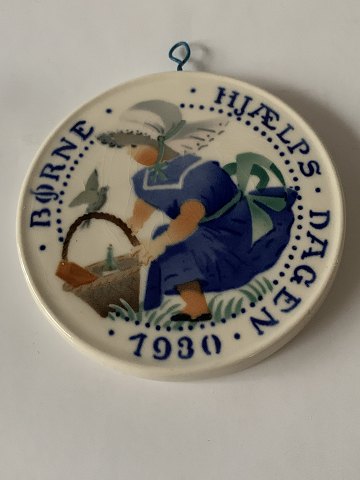 · BØRNE · HJÆLPS · DAGEN ·
1930